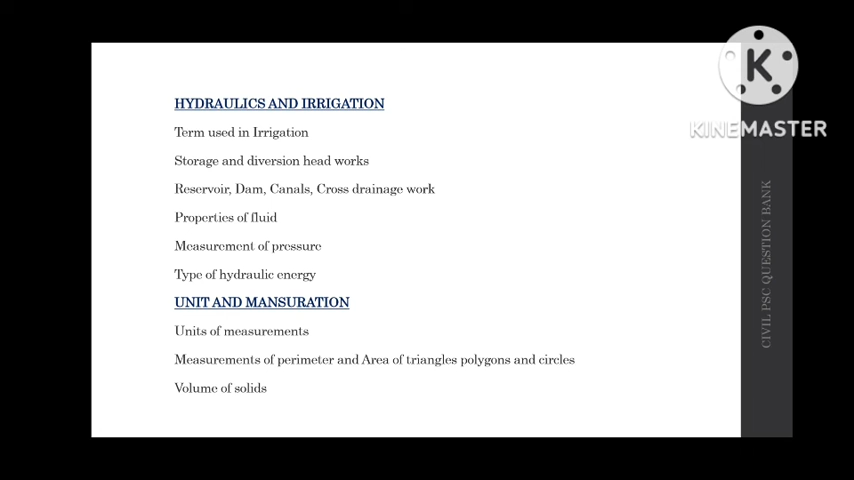 K
KINEMASTER
HYDRAULICS AND IRRIGATION
Term used in Irrigation
Storage and diversion head works
Reservoir, Dam, Canals, Cross drainage work
Properties of fluid
Measurement of pressure
Type of hydraulic energy
UNIT AND MANSURATION
Units of measurements
Measurements of perimeter and Area of triangles polygons and circles
Volume of solids
CIVIL PSC QUESTION BANK